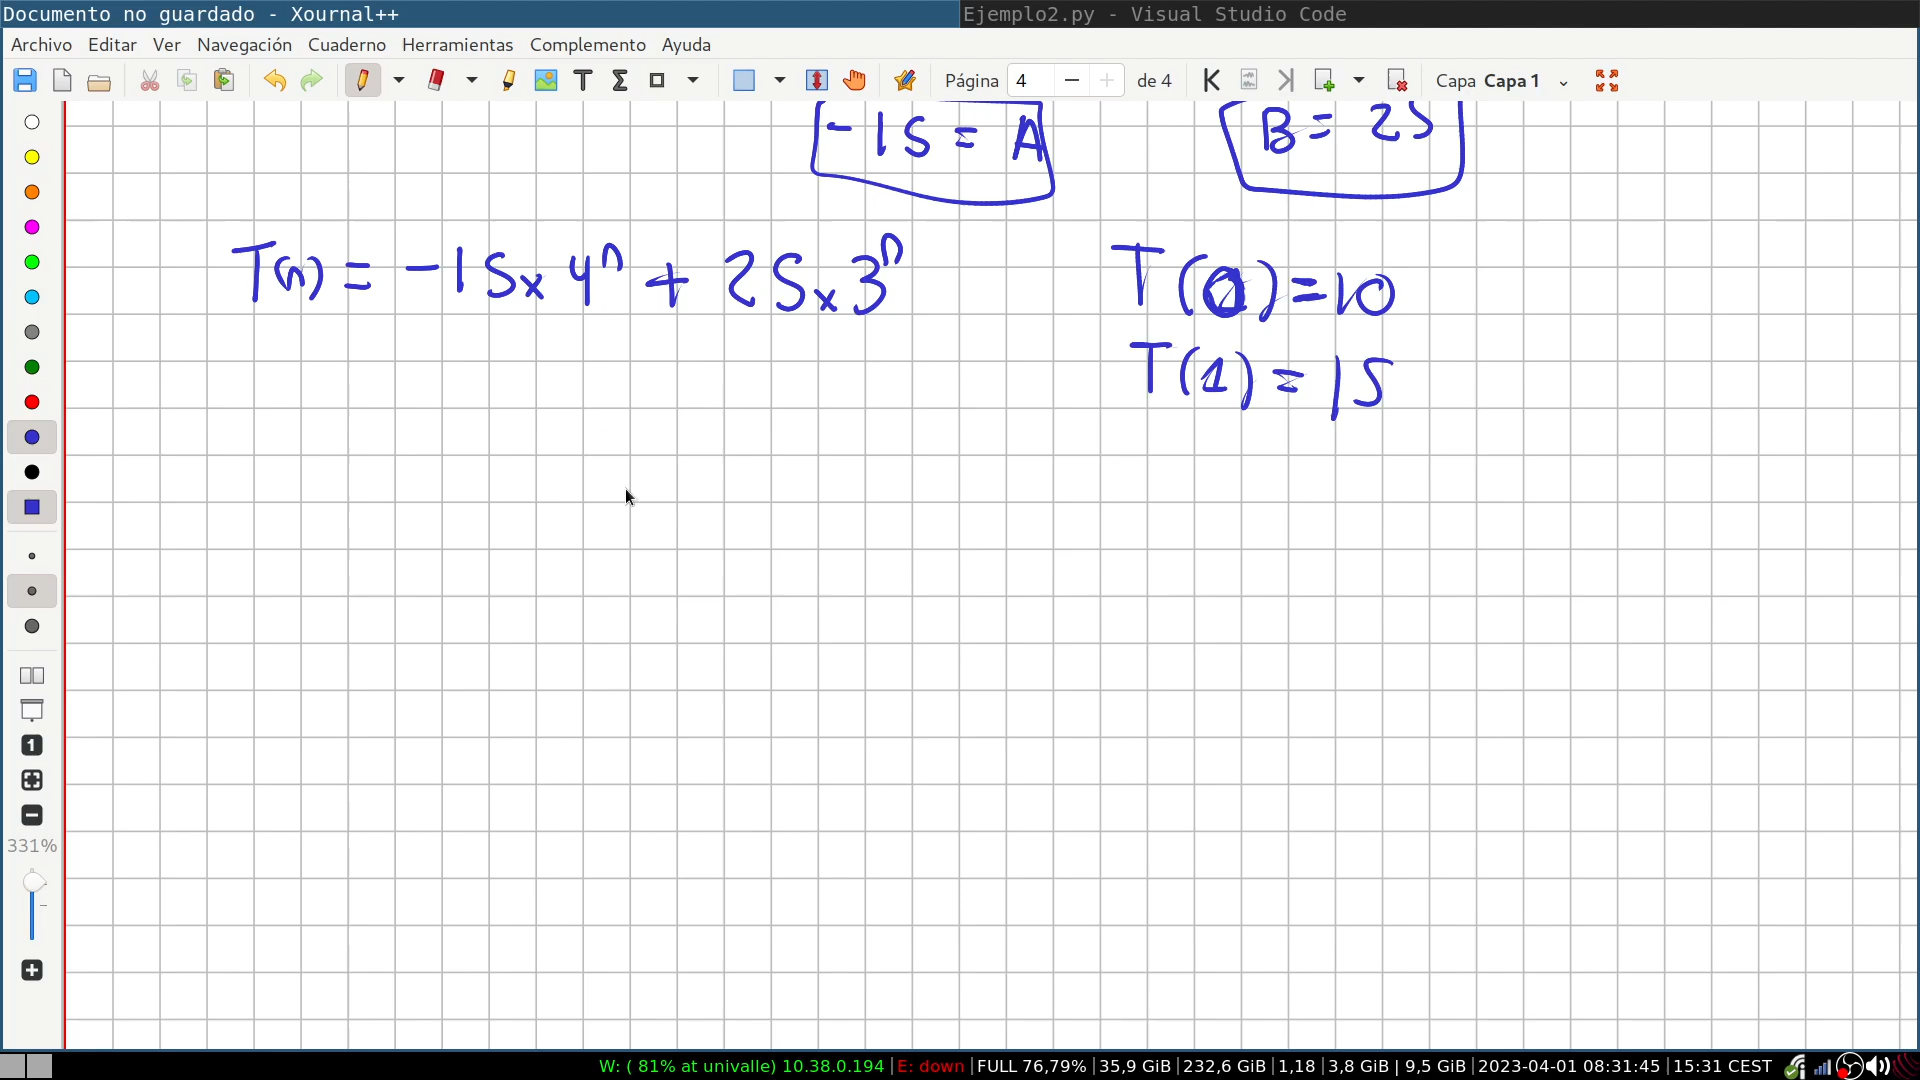 Documento no guardado - Xournal++
Ejemplo2.py - Visual Studio Code
Archivo Editar Ver Navegación Cuaderno Herramientas Complemento Ayuda
Página 4 de 4 Capa Capa 1
-15 = A
B = 25
T(n) = -15x 4ⁿ + 25x3ⁿ
T(0)=10
T(1) = 15
1
331%
W: ( 81% at univalle) 10.38.0.194 |E: down |FULL 76,79% |35,9 GiB |232,6 GiB |1,18 |3,8 GiB | 9,5 GiB |2023-04-01 08:31:45 |15:31 CEST